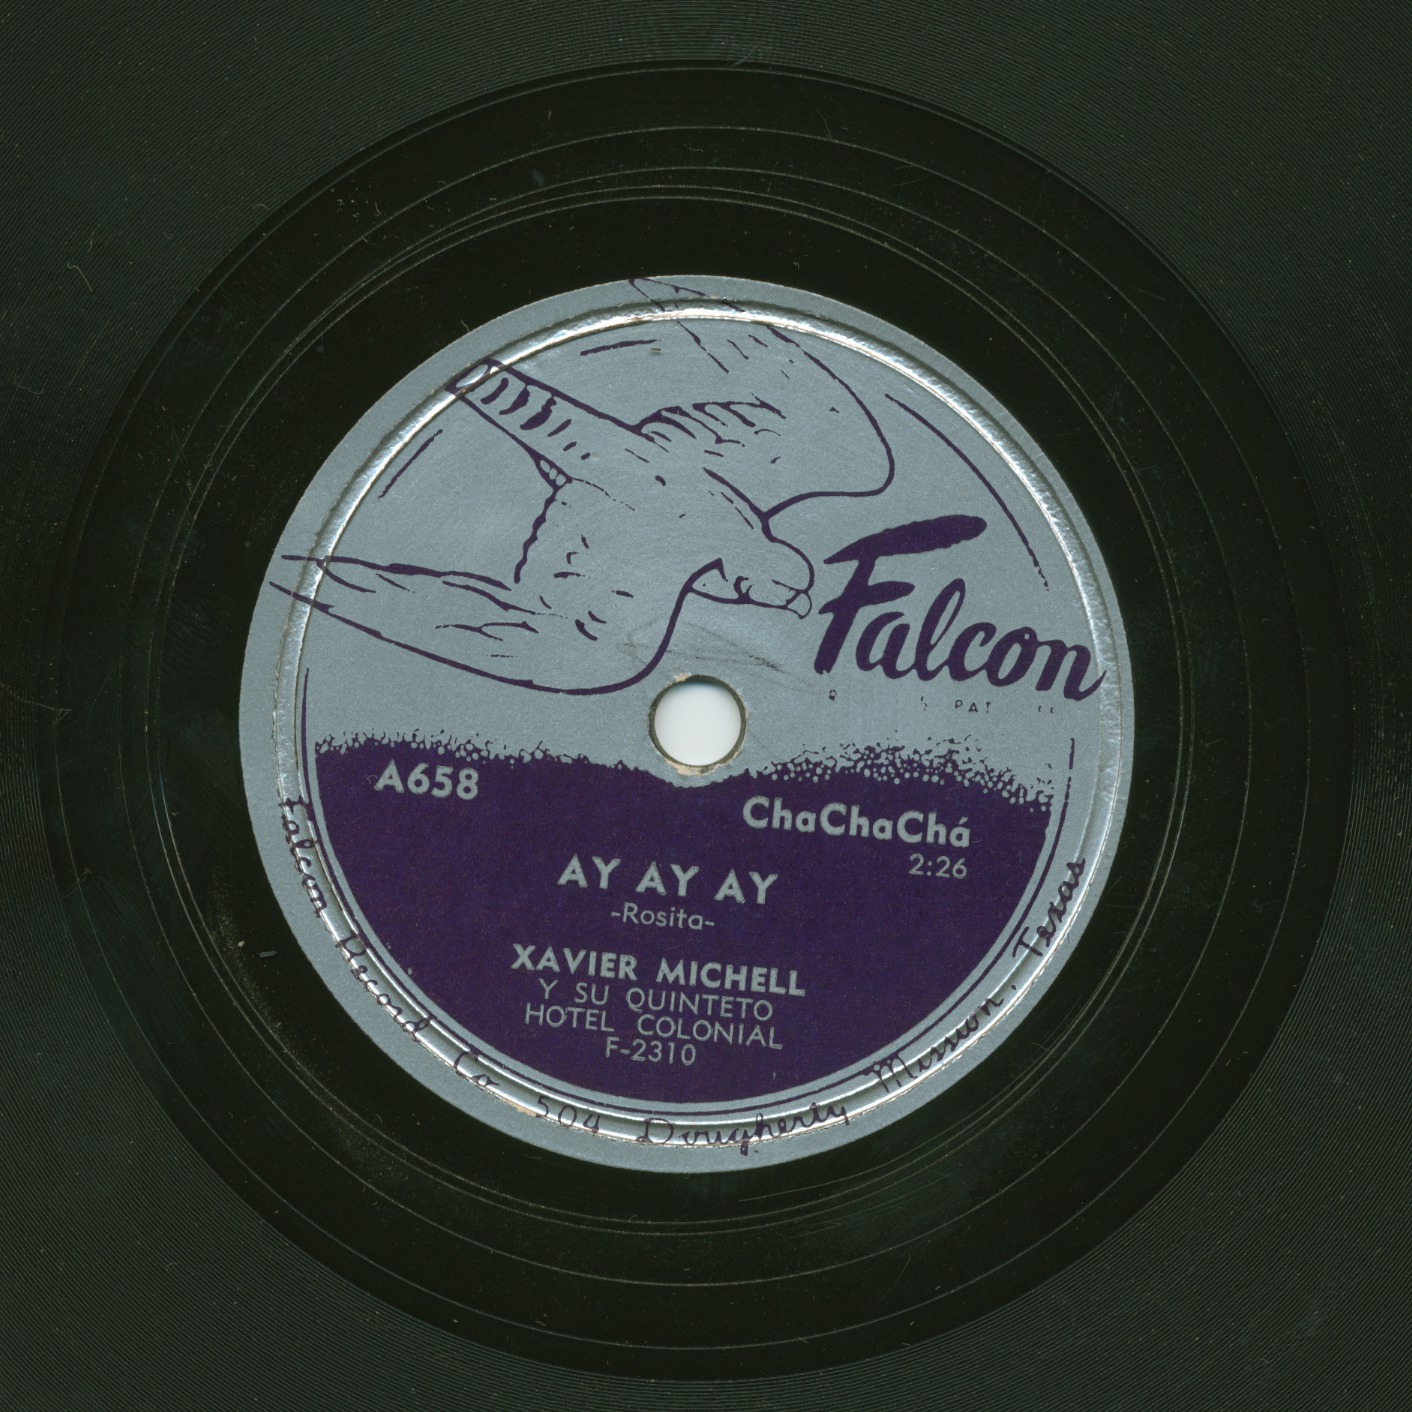 Falcon
A658
ChaChaChá
2:26
AY AY AY
-Rosita-
XAVIER MICHELL
Y SU QUINTETO
HOTEL COLONIAL
F-2310
Falcon Record Co 504 Dougherty Mission, Texas